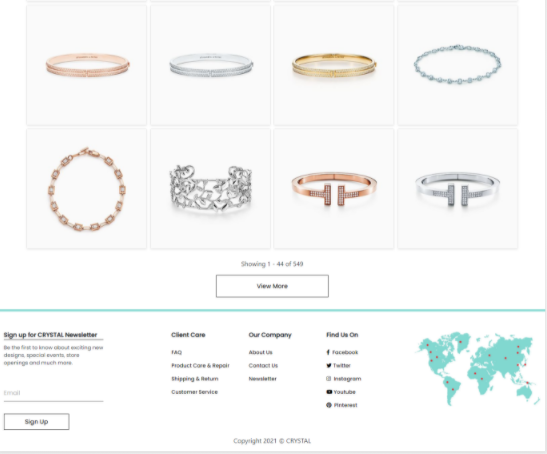 Showing 1 - 44 of 549
View More
Sign up for CRYSTAL Newsletter
Be the first to know about exciting new
designs, special events, store
openings and much more.
Email
Sign Up
Client Care
FAQ
Product Care & Repair
Shipping & Return
Customer Service
Our Company
About Us
Contact Us
Newsletter
Find Us On
Facebook
Twitter
Instagram
Youtube
Pinterest
Copyright 2021 © CRYSTAL